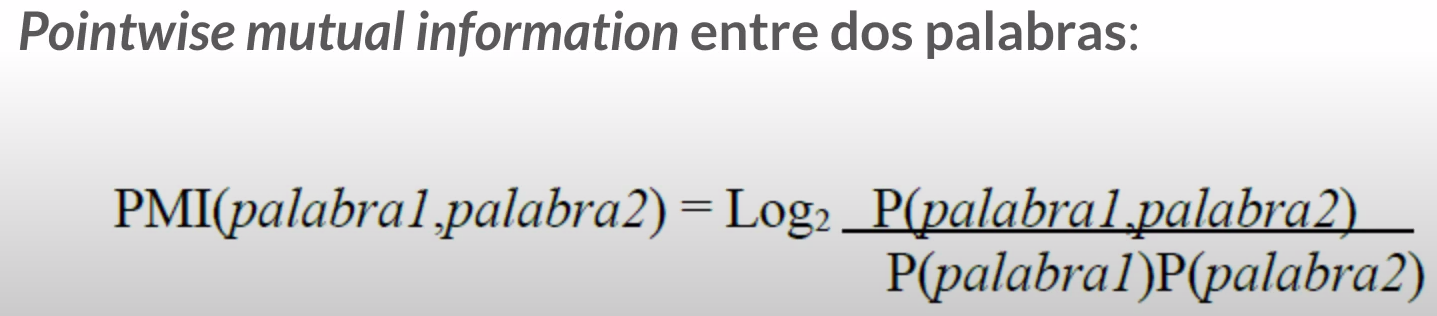 Pointwise mutual information entre dos palabras:
PMI(palabra1,palabra2) = Log₂ P(palabra1,palabra2)
P(palabra1)P(palabra2)